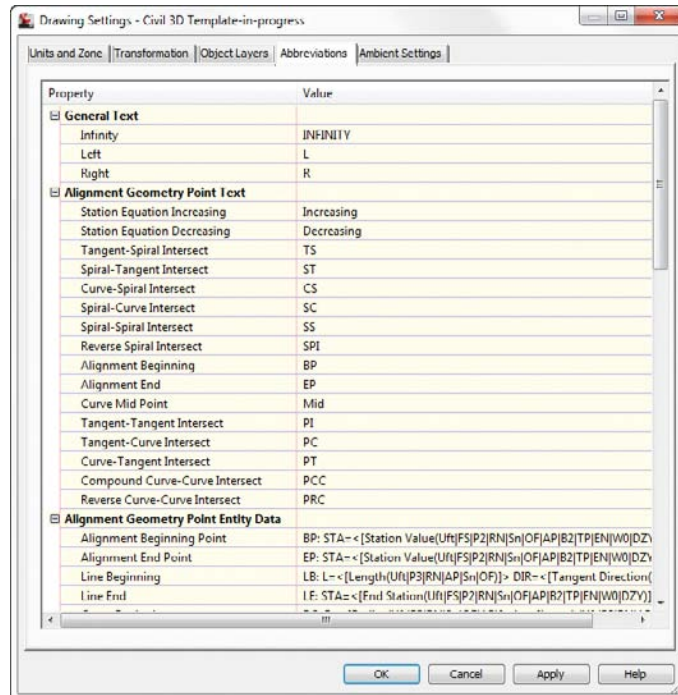 Drawing Settings - Civil 3D Template-in-progress
Units and Zone Transformation Object Layers Abbreviations Ambient Settings
Property Value
General Text
Infinity INFINITY
Left L
Right R
Alignment Geometry Point Text
Station Equation Increasing Increasing
Station Equation Decreasing Decreasing
Tangent-Spiral Intersect TS
Spiral-Tangent Intersect ST
Curve-Spiral Intersect CS
Spiral-Curve Intersect SC
Spiral-Spiral Intersect SS
Reverse Spiral Intersect SPI
Alignment Beginning BP
Alignment End EP
Curve Mid Point Mid
Tangent-Tangent Intersect PI
Tangent-Curve Intersect PC
Curve-Tangent Intersect PT
Compound Curve-Curve Intersect PCC
Reverse Curve-Curve Intersect PRC
Alignment Geometry Point Entity Data
Alignment Beginning Point BP: STA=<[Station Value(Uft|FS|P2|RN|Sn|OF|AP|B2|TP|EN|W0|DZY
Alignment End Point EP: STA=<[Station Value(Uft|FS|P2|RN|Sn|OF|AP|B2|TP|EN|W0|DZY
Line Beginning LB: L=<[Length(Uft|P3|RN|AP|Sn|OF)]> DIR=<[Tangent Direction(
Line End LE: STA=<[End Station(Uft|FS|P2|RN|Sn|OF|AP|B2|TP|EN|W0|DZY)]
OK Cancel Apply Help